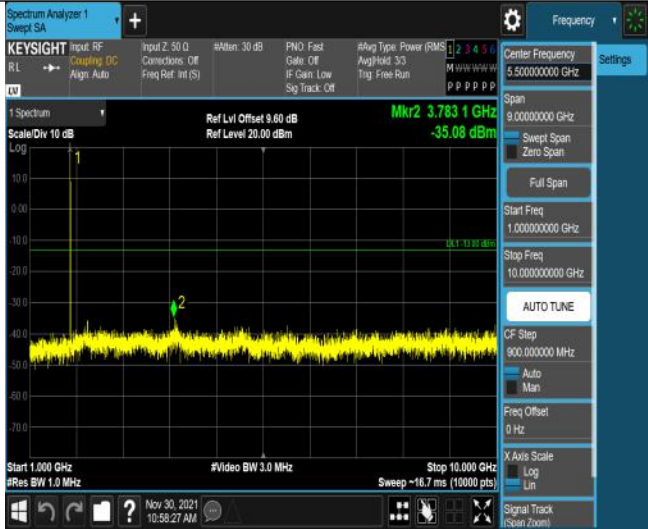 Spectrum Analyzer 1
Swept SA
+
Frequency
KEYSIGHT
RL
LV
Input: RF
Coupling: DC
Align: Auto
Input Z: 50 Ω
Corrections: Off
Freq Ref: Int (S)
#Atten: 30 dB
PNO: Fast
Gate: Off
IF Gain: Low
Sig Track: Off
#Avg Type: Power (RMS
Avg|Hold: 3/3
Trig: Free Run
1 2 3 4 5 6
M W W W W W
P P P P P P
1 Spectrum
Scale/Div 10 dB
Log
Ref Lvl Offset 9.60 dB
Ref Level 20.00 dBm
Mkr2 3.783 1 GHz
-35.08 dBm
1
10.0
0.00
-10.0
DL1 -13.00 dBm
-20.0
-30.0
2
-40.0
-50.0
-60.0
-70.0
Start 1.000 GHz
#Res BW 1.0 MHz
#Video BW 3.0 MHz
Stop 10.000 GHz
Sweep ~16.7 ms (10000 pts)
?
Nov 30, 2021
10:58:27 AM
Center Frequency
5.500000000 GHz
Settings
Span
9.00000000 GHz
Swept Span
Zero Span
Full Span
Start Freq
1.000000000 GHz
Stop Freq
10.000000000 GHz
AUTO TUNE
CF Step
900.000000 MHz
Auto
Man
Freq Offset
0 Hz
X Axis Scale
Log
Lin
Signal Track
(Span Zoom)